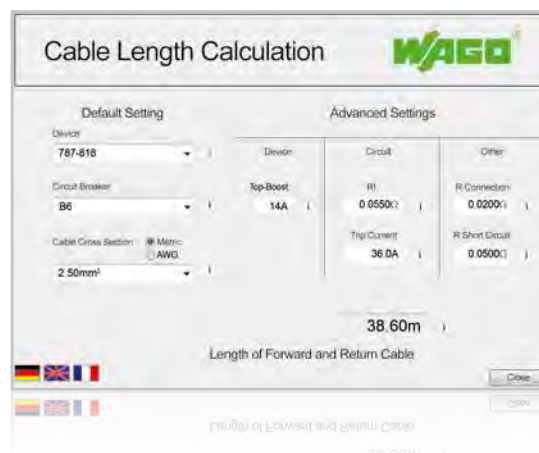 Cable Length Calculation
WAGO
Default Setting
Advanced Settings
Device
787-818
Device
Circuit
Other
Circuit Breaker
B6
Top-Boost
14A
RI
0.0550Ω
R Connection
0.0200Ω
Cable Cross Section
Metric
AWG
2.50mm²
Trip Current
36.0A
R Short Circuit
0.0500Ω
38.60m
Length of Forward and Return Cable
Close